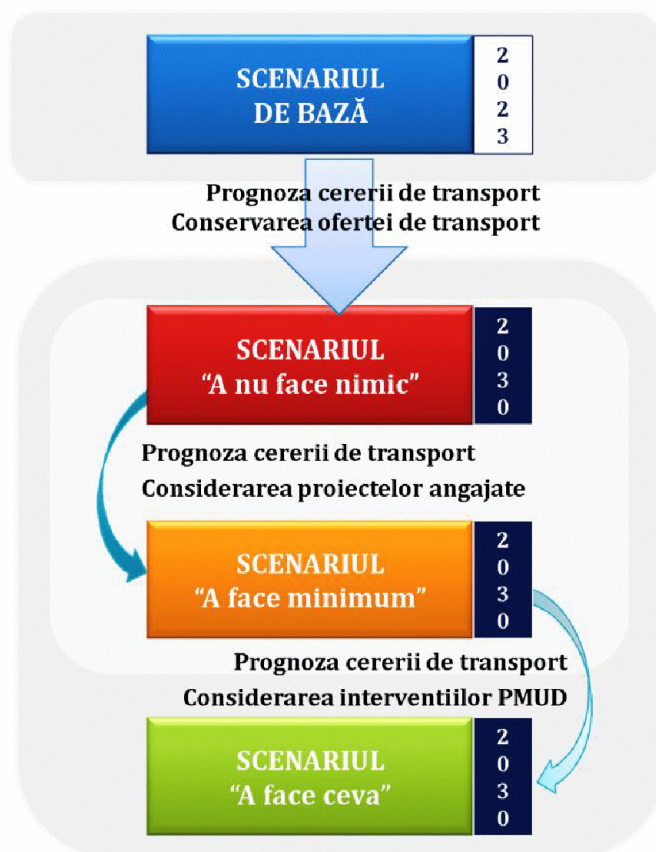 SCENARIUL
DE BAZĂ
2
0
2
3
Prognoza cererii de transport
Conservarea ofertei de transport
SCENARIUL
“A nu face nimic”
2
0
3
0
Prognoza cererii de transport
Considerarea proiectelor angajate
SCENARIUL
“A face minimum”
2
0
3
0
Prognoza cererii de transport
Considerarea interventiilor PMUD
SCENARIUL
“A face ceva”
2
0
3
0